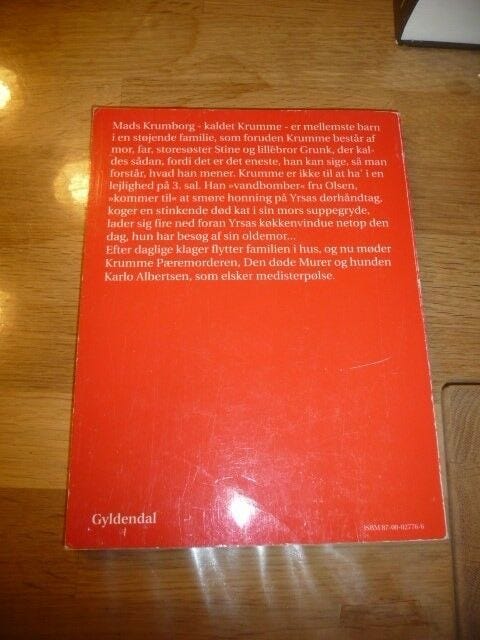 Mads Krumborg - kaldet Krumme - er mellemste barn
i en støjende familie, som foruden Krumme består af
mor, far, storesøster Stine og lillebror Grunk, der kal-
des sådan, fordi det er det eneste, han kan sige, så man
forstår, hvad han mener. Krumme er ikke til at ha' i en
lejlighed på 3. sal. Han »vandbomber« fru Olsen,
»kommer til« at smøre honning på Yrsas dørhåndtag,
koger en stinkende død kat i sin mors suppegryde,
lader sig fire ned foran Yrsas køkkenvindue netop den
dag, hun har besøg af sin oldemor...
Efter daglige klager flytter familien i hus, og nu møder
Krumme Pæremorderen, Den døde Murer og hunden
Karlo Albertsen, som elsker medisterpølse.
Gyldendal
ISBN 87-00-02776-6